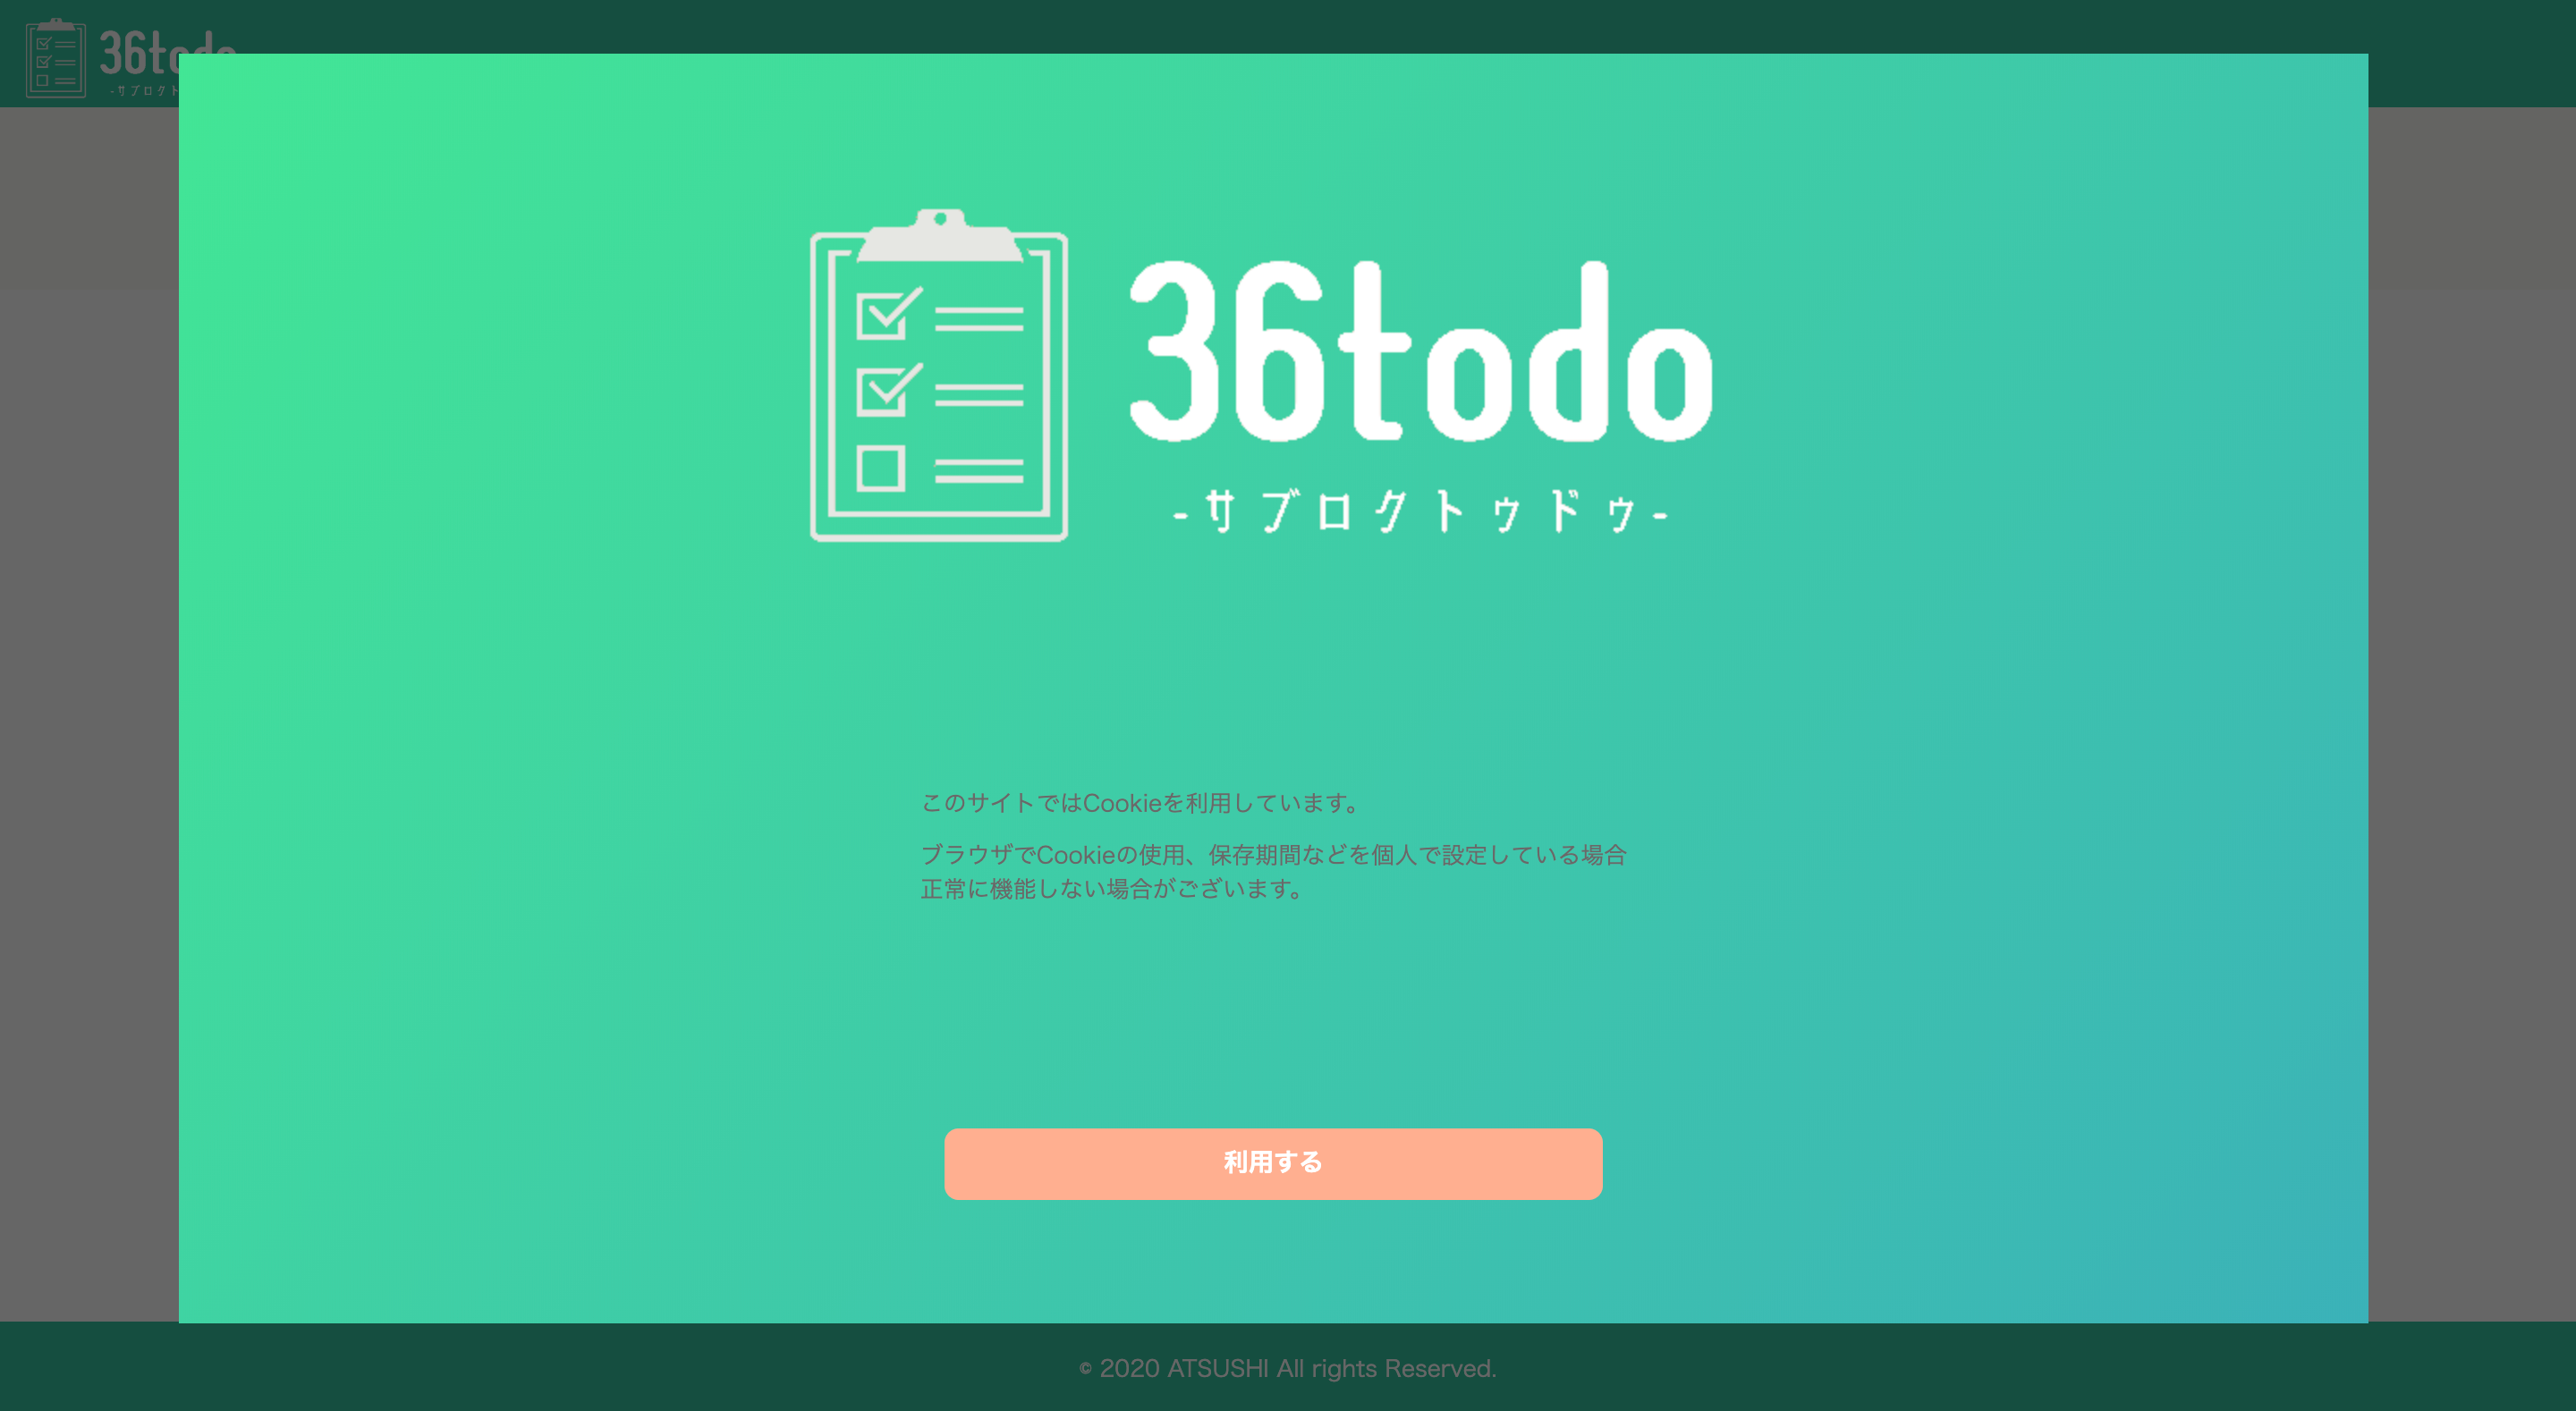 36todo
-サブロクト
36todo
-サブロクトゥドゥ-
このサイトではCookieを利用しています。
ブラウザでCookieの使用、保存期間などを個人で設定している場合
正常に機能しない場合がございます。
利用する
© 2020 ATSUSHI All rights Reserved.